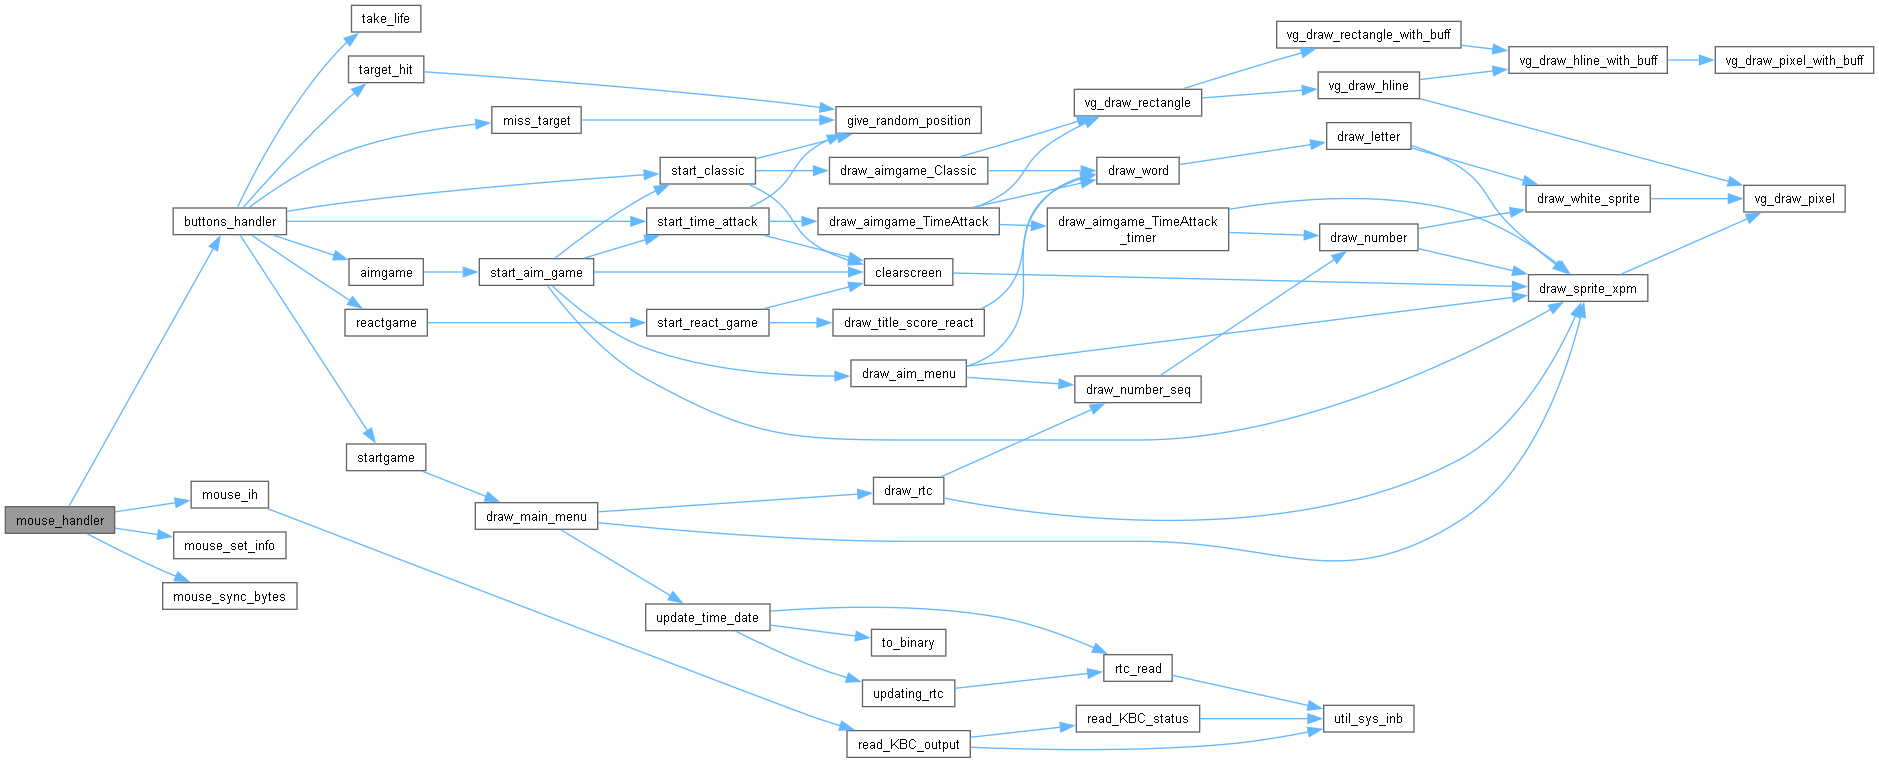 take_life
vg_draw_rectangle_with_buff
vg_draw_hline_with_buff
vg_draw_pixel_with_buff
target_hit
vg_draw_hline
vg_draw_rectangle
miss_target
give_random_position
draw_letter
start_classic
draw_aimgame_Classic
draw_word
draw_white_sprite
vg_draw_pixel
buttons_handler
start_time_attack
draw_aimgame_TimeAttack
draw_aimgame_TimeAttack
_timer
draw_number
aimgame
start_aim_game
clearscreen
draw_sprite_xpm
reactgame
start_react_game
draw_title_score_react
draw_aim_menu
draw_number_seq
startgame
mouse_ih
draw_rtc
mouse_handler
draw_main_menu
mouse_set_info
mouse_sync_bytes
update_time_date
to_binary
rtc_read
updating_rtc
read_KBC_status
util_sys_inb
read_KBC_output